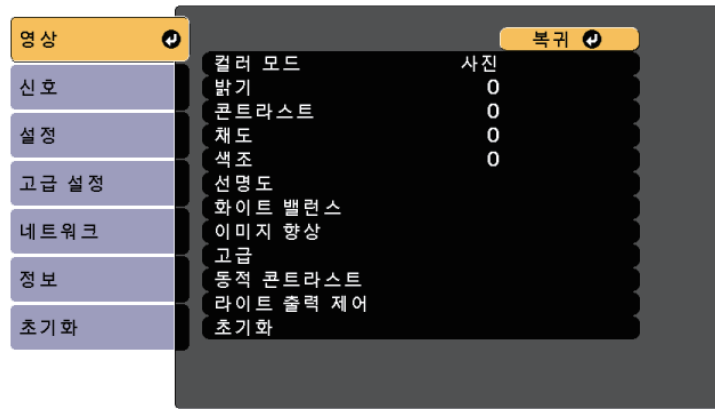 영상
신호
설정
고급 설정
네트워크
정보
초기화
복귀
컬러 모드 사진
밝기 0
콘트라스트 0
채도 0
색조 0
선명도
화이트 밸런스
이미지 향상
고급
동적 콘트라스트
라이트 출력 제어
초기화